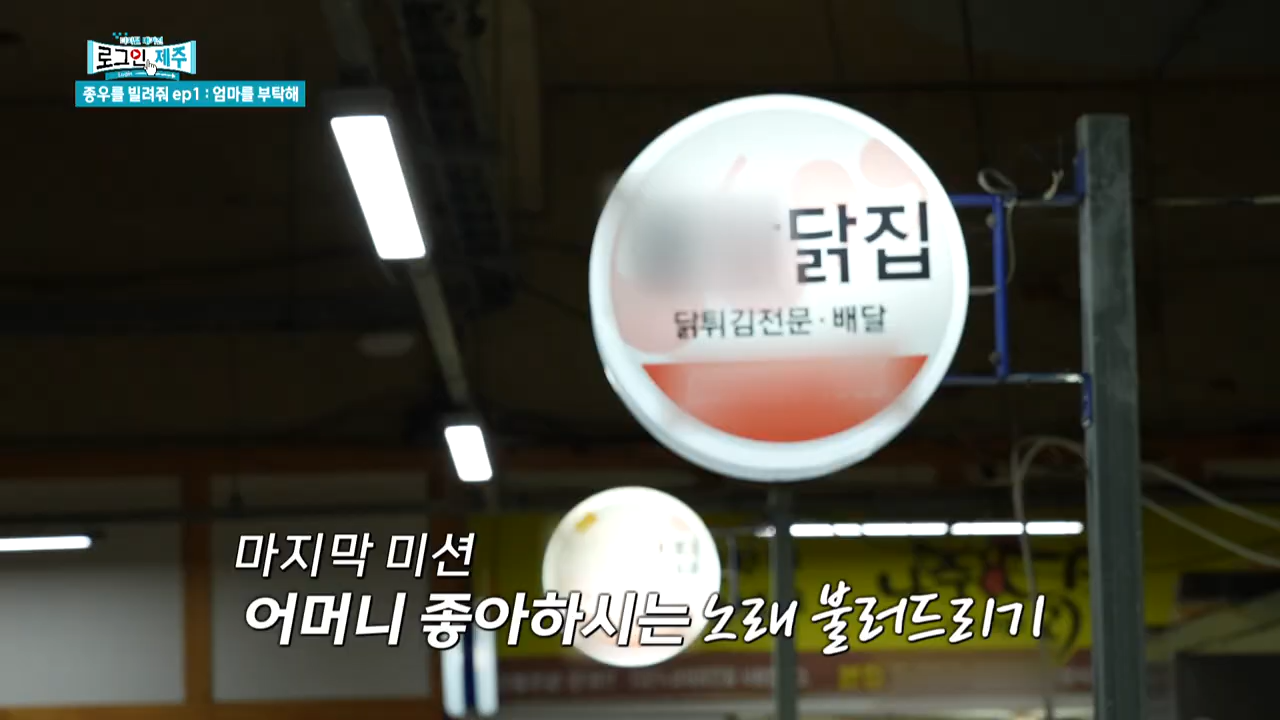 로그인 제주
종우를 빌려줘 ep1 : 엄마를 부탁해
닭집
닭튀김전문·배달
마지막 미션
어머니 좋아하시는 노래 불러드리기